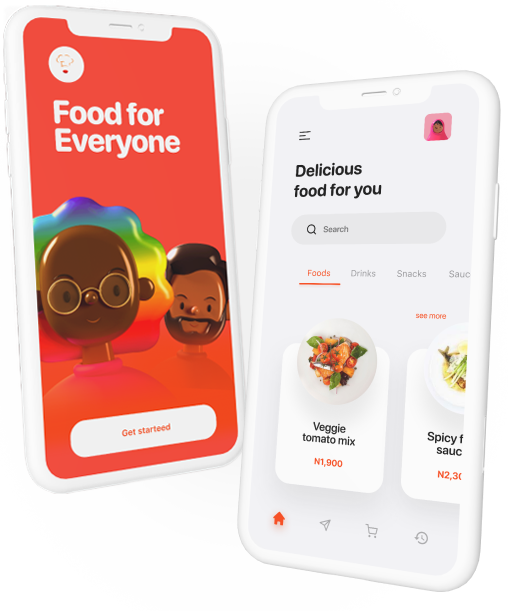 Food for
Everyone
Get starteed
Delicious
food for you
Search
Foods Drinks Snacks Sauc
see more
Veggie
tomato mix
N1,900
Spicy f
sauc
N2,30